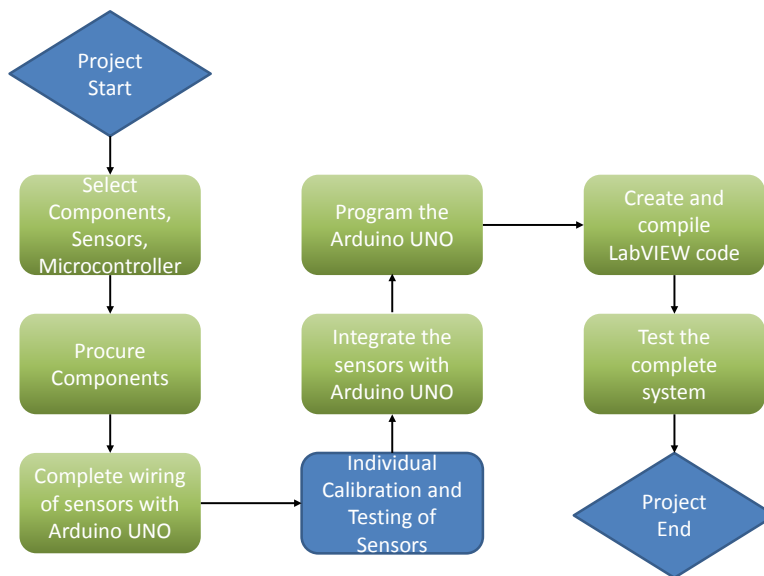 Project
Start
Select
Components,
Sensors,
Microcontroller
Procure
Components
Complete wiring
of sensors with
Arduino UNO
Individual
Calibration and
Testing of
Sensors
Integrate the
sensors with
Arduino UNO
Program the
Arduino UNO
Create and
compile
LabVIEW code
Test the
complete
system
Project
End